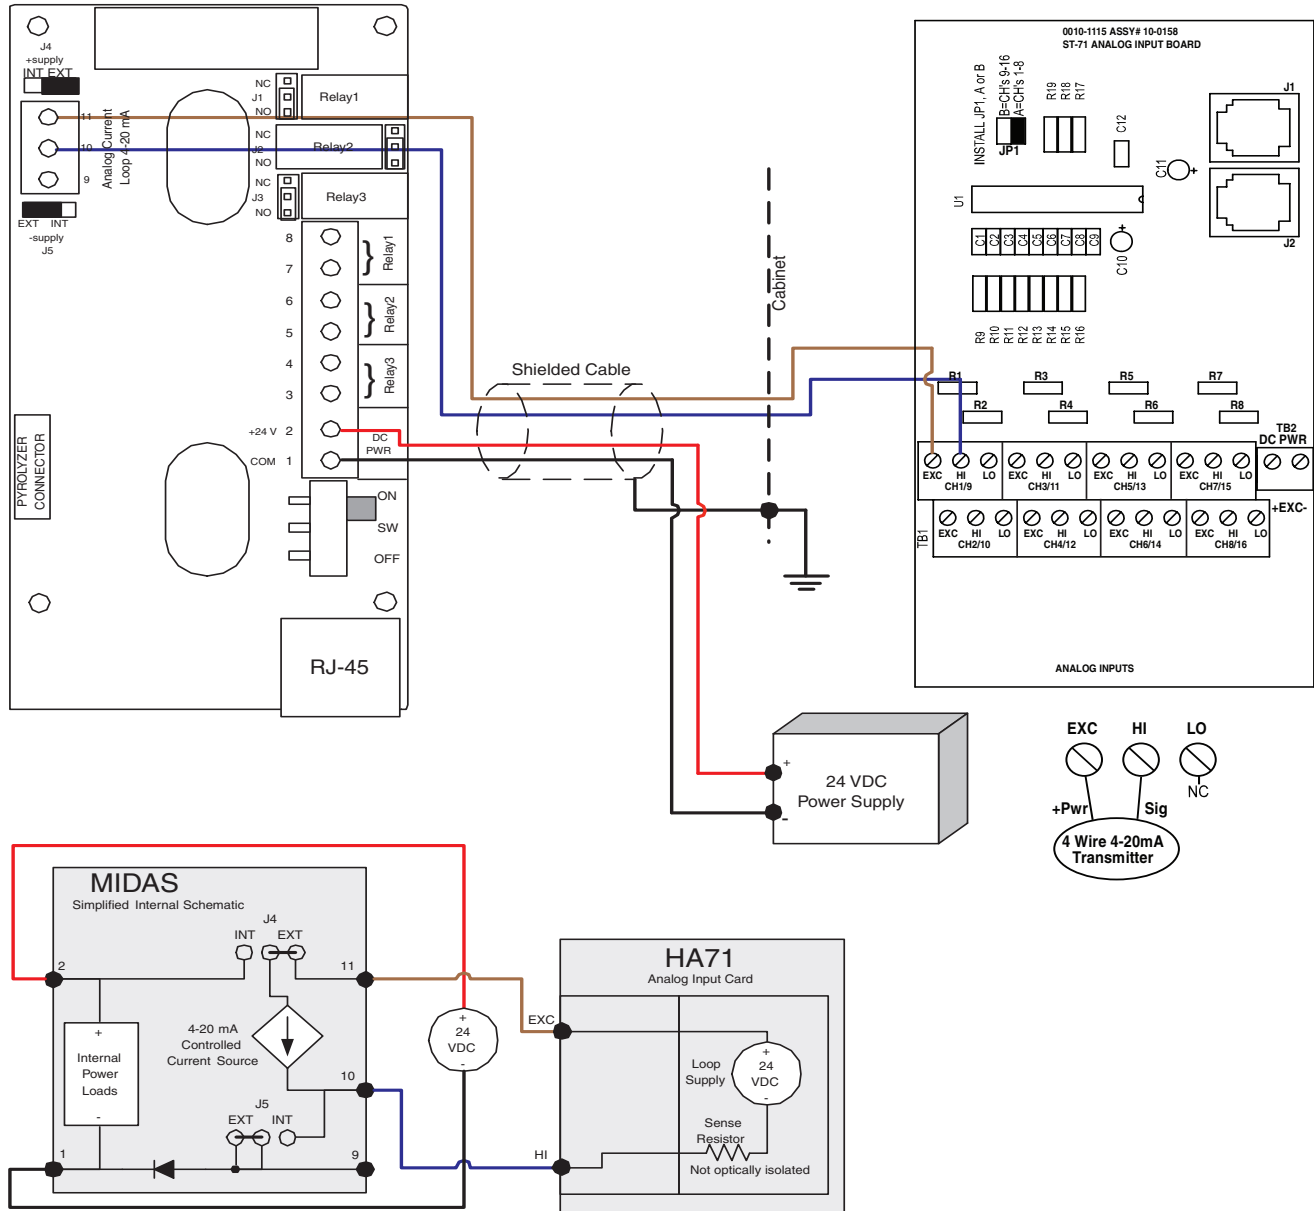 J4
+supply
INT EXT
11
10
9
Analog Current
Loop 4-20 mA
EXT INT
-supply
J5
NC
J1
NO
Relay1
NC
J2
NO
Relay2
NC
J3
NO
Relay3
8
7
Relay1
6
5
Relay2
4
3
Relay3
+24 V 2
COM 1
DC
PWR
ON
SW
OFF
PYROLYZER
CONNECTOR
RJ-45
Shielded Cable
Cabinet
0010-1115 ASSY# 10-0158
ST-71 ANALOG INPUT BOARD
INSTALL JP1, A or B
B=CH's 9-16
A=CH's 1-8
JP1
R19
R18
R17
C12
C11
+
J1
J2
U1
C1
C2
C3
C4
C5
C6
C7
C8
C9
+
C10
R9
R10
R11
R12
R13
R14
R15
R16
R1
R3
R5
R7
R2
R4
R6
R8
TB2
DC PWR
EXC HI LO
CH1/9
EXC HI LO
CH3/11
EXC HI LO
CH5/13
EXC HI LO
CH7/15
+EXC-
TB1
EXC HI LO
CH2/10
EXC HI LO
CH4/12
EXC HI LO
CH6/14
EXC HI LO
CH8/16
ANALOG INPUTS
+
24 VDC
Power Supply
-
EXC HI LO
NC
+Pwr Sig
4 Wire 4-20mA
Transmitter
MIDAS
Simplified Internal Schematic
J4
INT EXT
2
11
+
Internal
Power
Loads
-
4-20 mA
Controlled
Current Source
10
J5
EXT INT
1
9
+
24
VDC
-
HA71
Analog Input Card
EXC
Loop
Supply
+
24
VDC
-
Sense
Resistor
Not optically isolated
HI